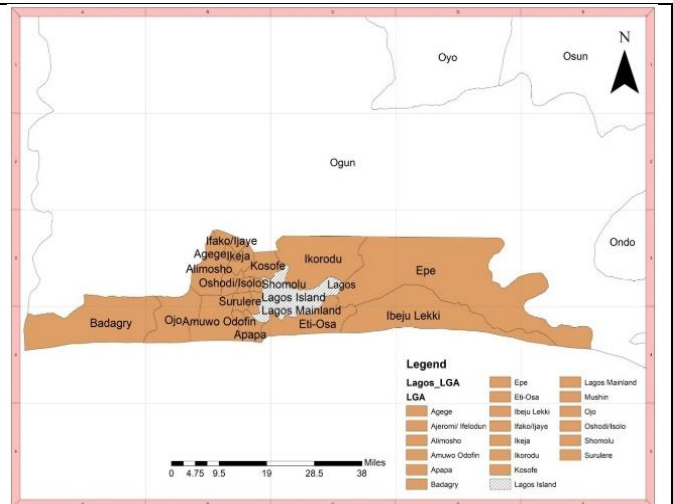 N
Oyo
Osun
Ogun
Ondo
Ifako/Ijaye
Agege
Ikeja
Ikorodu
Kosofe
Alimosho
Epe
Oshodi/Isolo
Shomolu
Lagos
Surulere
Lagos Island
Lagos Mainland
Badagry
Ojo
Amuwo Odofin
Eti-Osa
Ibeju Lekki
Apapa
Legend
Lagos_LGA
LGA
Agege
Ajeromi/ Ifelodun
Alimosho
Amuwo Odofin
Apapa
Badagry
Epe
Eti-Osa
Ibeju Lekki
Ifako/Ijaye
Ikeja
Ikorodu
Kosofe
Lagos Island
Lagos Mainland
Mushin
Ojo
Oshodi/Isolo
Shomolu
Surulere
Miles
0 4.75 9.5 19 28.5 38